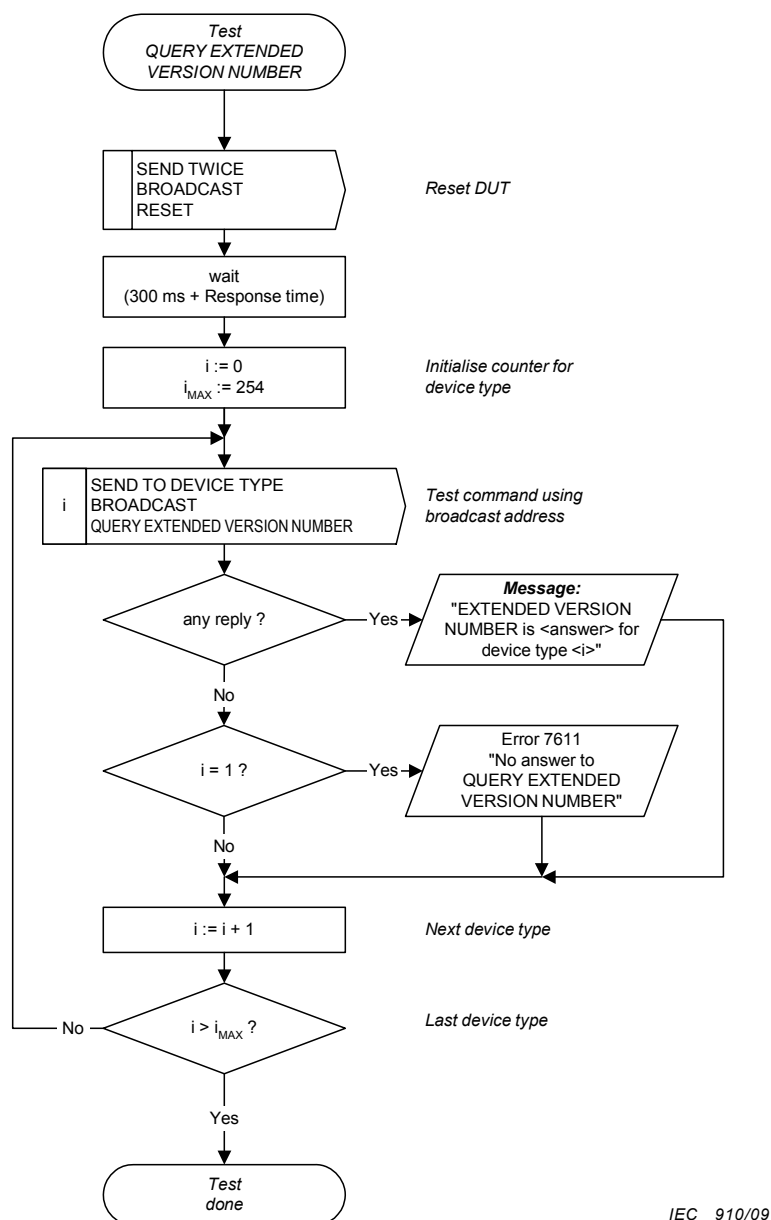 Test
QUERY EXTENDED
VERSION NUMBER
SEND TWICE
BROADCAST
RESET
Reset DUT
wait
(300 ms + Response time)
i := 0
iMAX := 254
Initialise counter for
device type
i
SEND TO DEVICE TYPE
BROADCAST
QUERY EXTENDED VERSION NUMBER
Test command using
broadcast address
any reply ?
Yes
Message:
"EXTENDED VERSION
NUMBER is <answer> for
device type <i>"
No
i = 1 ?
Yes
Error 7611
"No answer to
QUERY EXTENDED
VERSION NUMBER"
No
i := i + 1
Next device type
No
i > iMAX ?
Last device type
Yes
Test
done
IEC 910/09